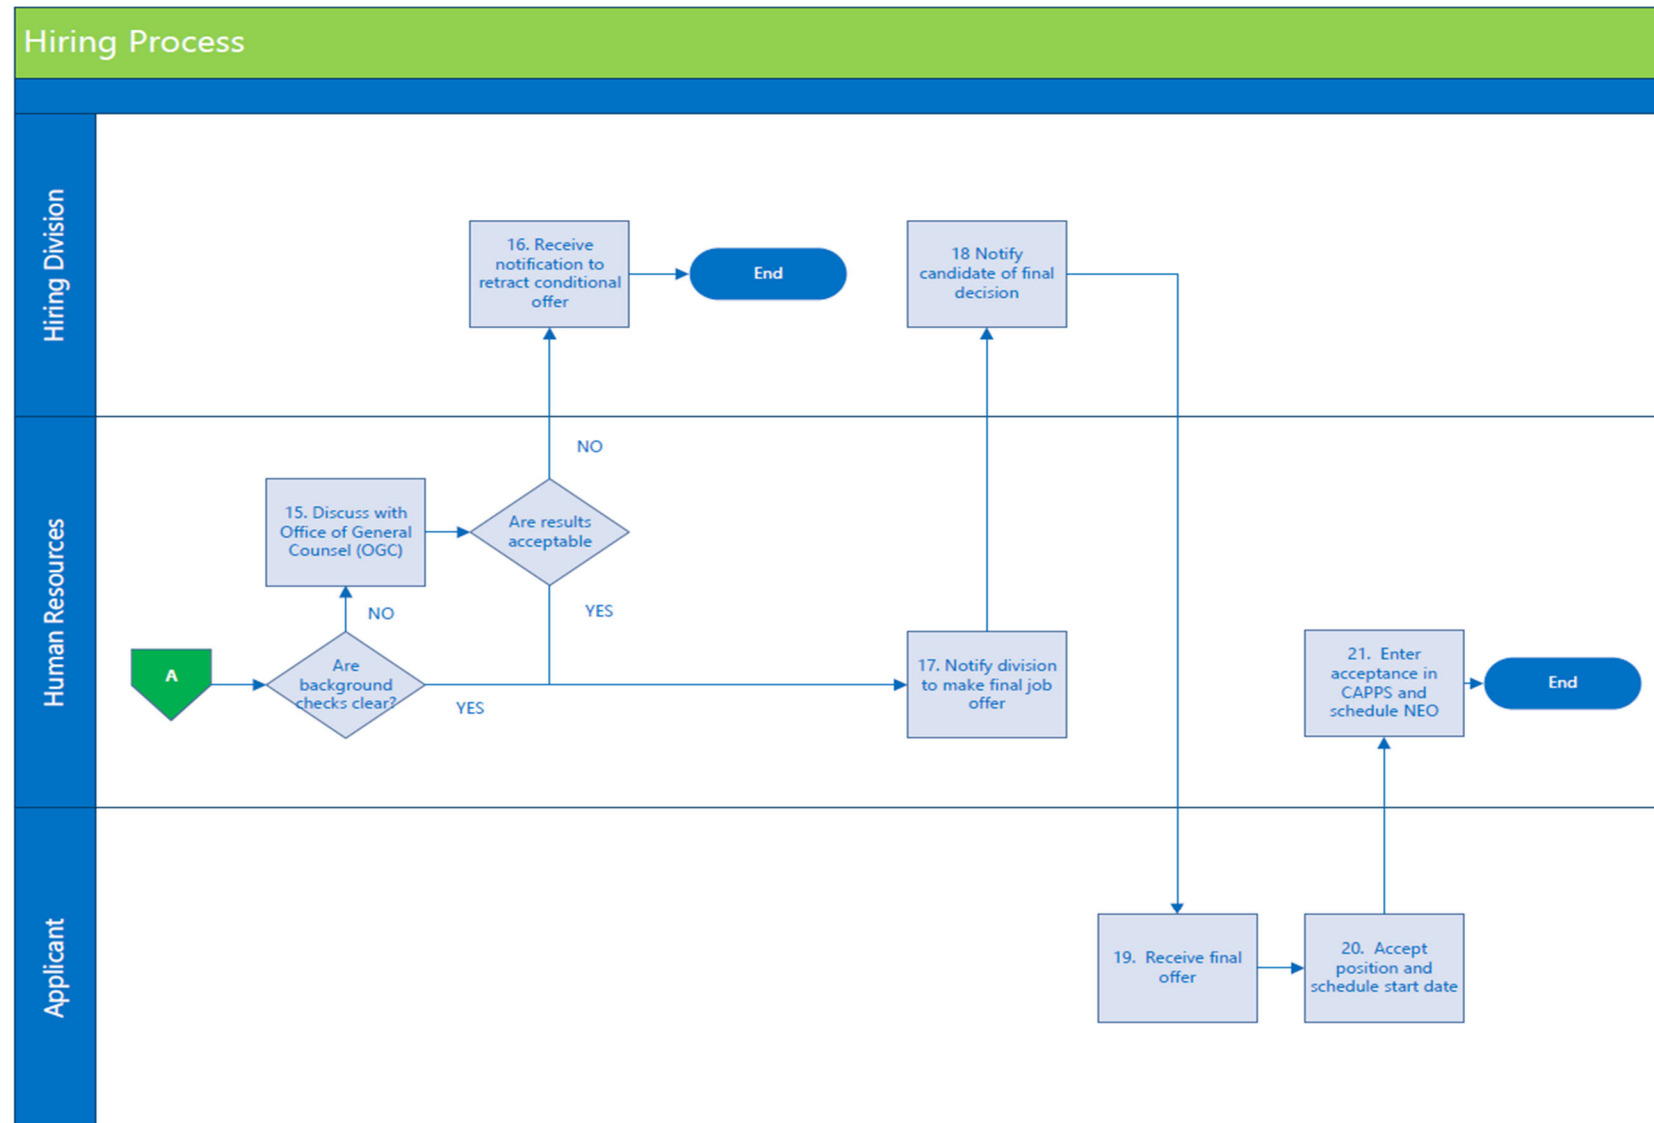 Hiring Process
Hiring Division
16. Receive
notification to
retract conditional
offer
End
18 Notify
candidate of final
decision
Human Resources
NO
15. Discuss with
Office of General
Counsel (OGC)
Are results
acceptable
NO
YES
A
Are
background
checks clear?
YES
17. Notify division
to make final job
offer
21. Enter
acceptance in
CAPPS and
schedule NEO
End
Applicant
19. Receive final
offer
20. Accept
position and
schedule start date